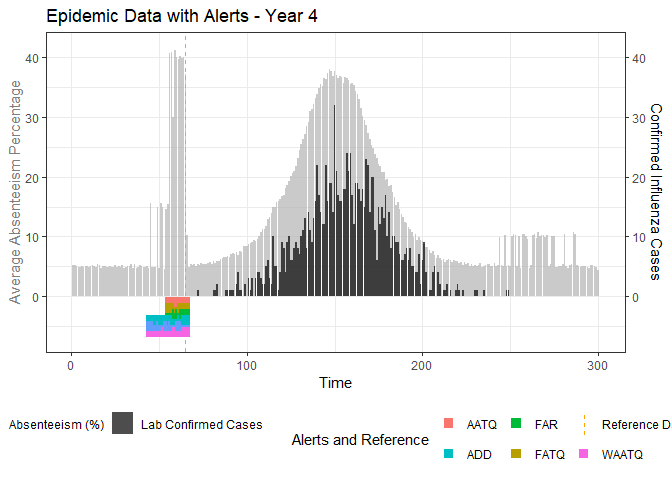 Epidemic Data with Alerts - Year 4
Average Absenteeism Percentage
40
30
20
10
0
40
30
20
10
0
Confirmed Influenza Cases
0
100
200
300
Time
Absenteeism (%)
Lab Confirmed Cases
Alerts and Reference
AATQ
FAR
Reference D
ADD
FATQ
WAATQ